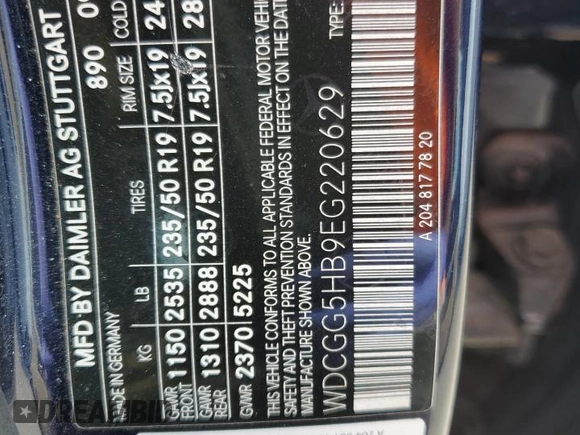 MFD BY DAIMLER AG STUTTGART
MADE IN GERMANY 890
KG LB TIRES RIM SIZE COLD
GAWR FRONT 1150 2535 235/50 R19 7.5Jx19 24
GAWR REAR 1310 2888 235/50 R19 7.5Jx19 28
GVWR 2370 5225
THIS VEHICLE CONFORMS TO ALL APPLICABLE FEDERAL MOTOR
SAFETY AND THEFT PREVENTION STANDARDS IN EFFECT ON THE
MANUFACTURE SHOWN ABOVE.
WDCGG5HB9EG220629 TYPE:
A 204 817 78 20
DREAMBID